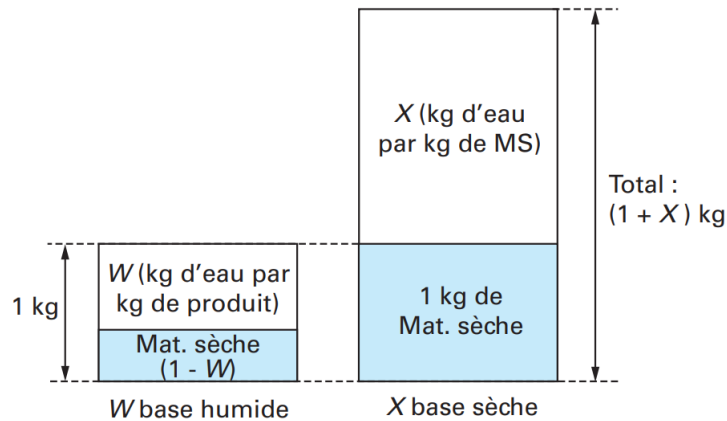 X (kg d'eau
par kg de MS)
Total :
(1 + X ) kg
W (kg d'eau par
kg de produit)
1 kg
1 kg de
Mat. sèche
Mat. sèche
(1 - W)
W base humide
X base sèche